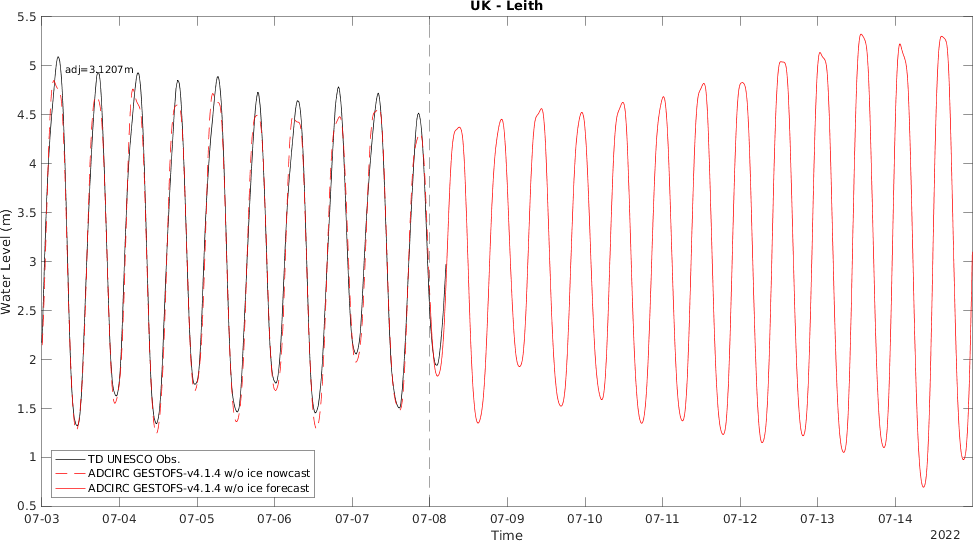 UK - Leith
5.5
5
4.5
4
3.5
3
2.5
2
1.5
1
0.5
Water Level (m)
adj=3.1207m
TD UNESCO Obs.
ADCIRC GESTOFS-v4.1.4 w/o ice nowcast
ADCIRC GESTOFS-v4.1.4 w/o ice forecast
07-03 07-04 07-05 07-06 07-07 07-08 07-09 07-10 07-11 07-12 07-13 07-14
Time
2022